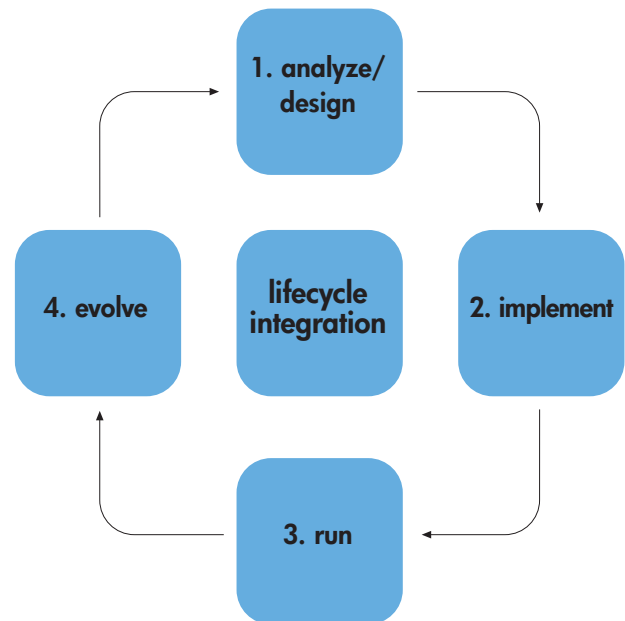 1. analyze/
design
4. evolve
lifecycle
integration
2. implement
3. run